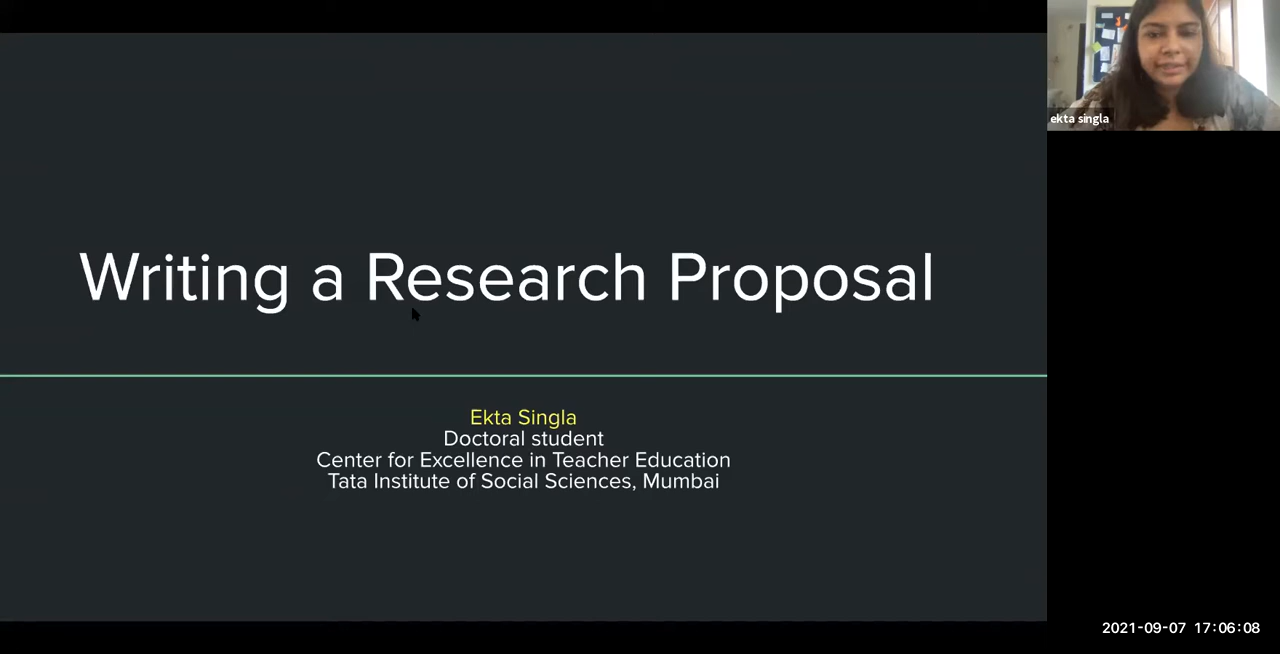 Writing a Research Proposal
Ekta Singla
Doctoral student
Center for Excellence in Teacher Education
Tata Institute of Social Sciences, Mumbai
ekta singla
2021-09-07 17:06:08